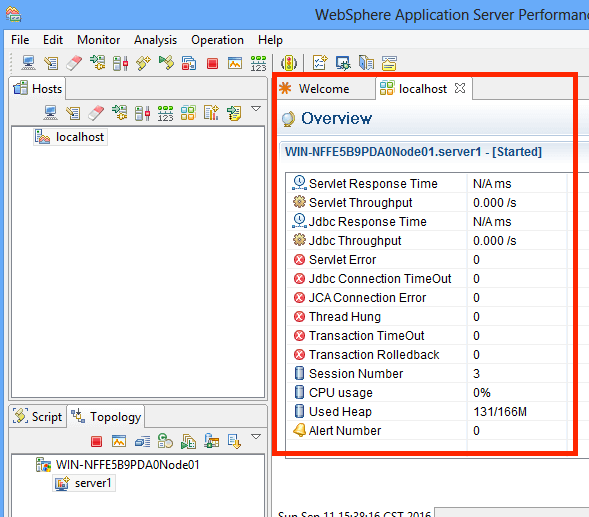 WebSphere Application Server Performan
File Edit Monitor Analysis Operation Help
Hosts
localhost
Welcome localhost
Overview
WIN-NFFE5B9PDA0Node01.server1 - [Started]
Servlet Response Time N/A ms
Servlet Throughput 0.000 /s
Jdbc Response Time N/A ms
Jdbc Throughput 0.000 /s
Servlet Error 0
Jdbc Connection TimeOut 0
JCA Connection Error 0
Thread Hung 0
Transaction TimeOut 0
Transaction Rolledback 0
Session Number 3
CPU usage 0%
Used Heap 131/166M
Alert Number 0
Script Topology
WIN-NFFE5B9PDA0Node01
server1
Sun Sep 11 15:38:16 CST 2016